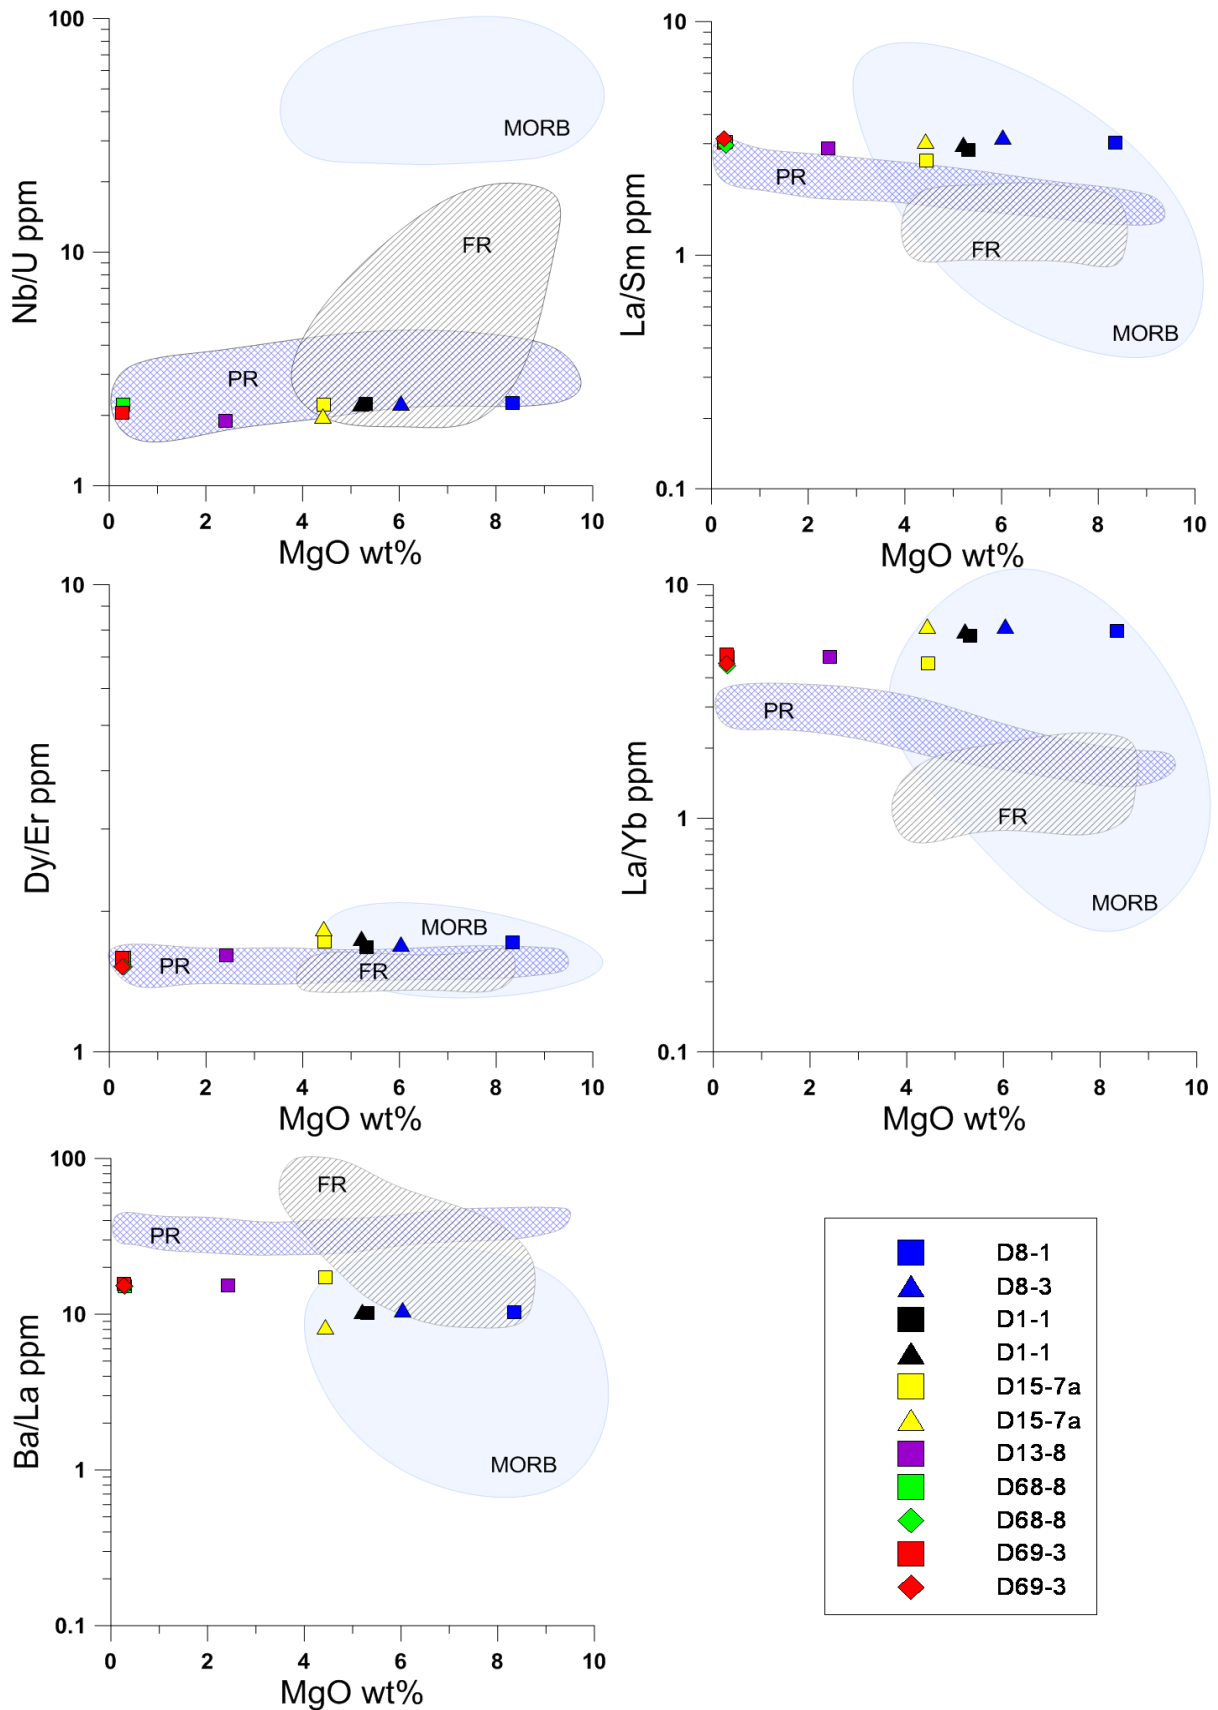 100
10
1
Nb/U ppm
MORB
FR
PR
0 2 4 6 8 10
MgO wt%
10
1
0.1
La/Sm ppm
PR
FR
MORB
0 2 4 6 8 10
MgO wt%
10
1
Dy/Er ppm
MORB
PR
FR
0 2 4 6 8 10
MgO wt%
10
1
0.1
La/Yb ppm
PR
FR
MORB
0 2 4 6 8 10
MgO wt%
100
10
1
0.1
Ba/La ppm
FR
PR
MORB
0 2 4 6 8 10
MgO wt%
D8-1
D8-3
D1-1
D1-1
D15-7a
D15-7a
D13-8
D68-8
D68-8
D69-3
D69-3